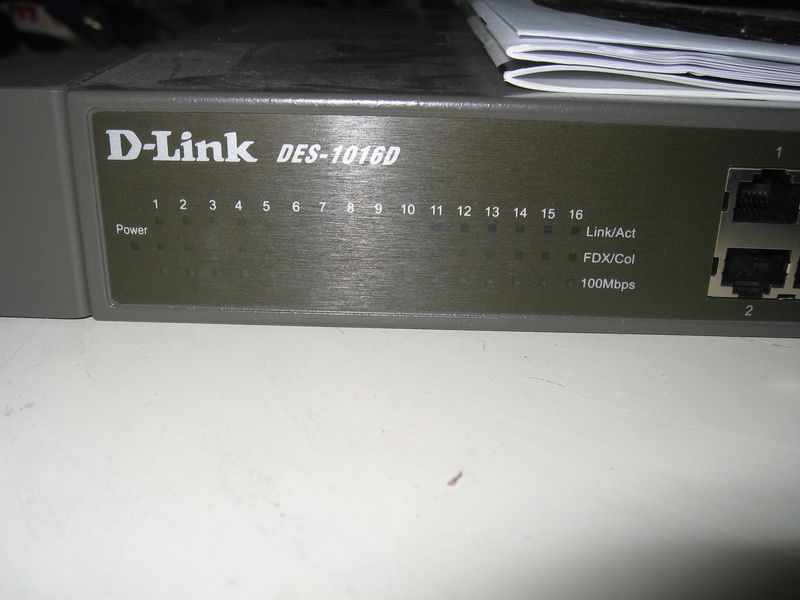 D-Link DES-1016D
1 2 3 4 5 6 7 8 9 10 11 12 13 14 15 16
Power
Link/Act
FDX/Col
100Mbps
1
2